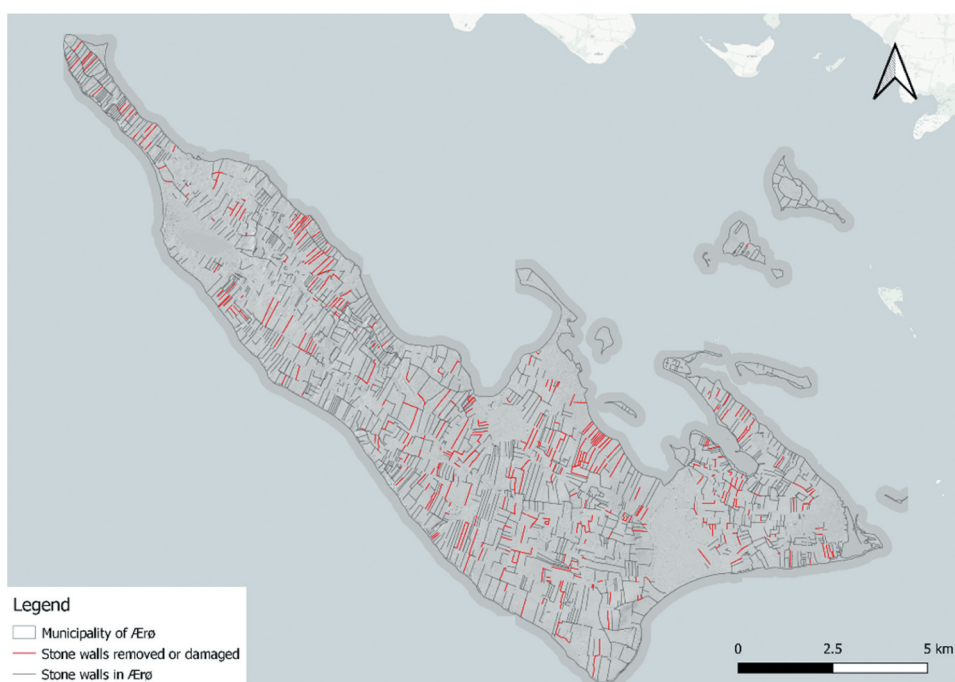 Legend
Municipality of Ærø
Stone walls removed or damaged
Stone walls in Ærø
0 2.5 5 km